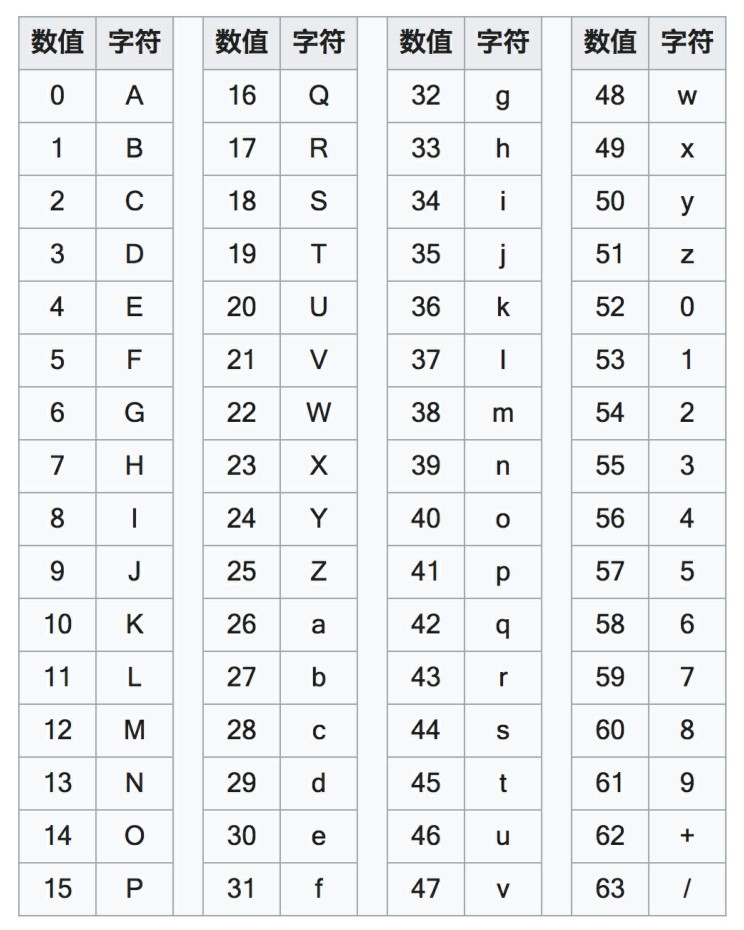 数值 字符 数值 字符 数值 字符 数值 字符
0 A 16 Q 32 g 48 w
1 B 17 R 33 h 49 x
2 C 18 S 34 i 50 y
3 D 19 T 35 j 51 z
4 E 20 U 36 k 52 0
5 F 21 V 37 l 53 1
6 G 22 W 38 m 54 2
7 H 23 X 39 n 55 3
8 I 24 Y 40 o 56 4
9 J 25 Z 41 p 57 5
10 K 26 a 42 q 58 6
11 L 27 b 43 r 59 7
12 M 28 c 44 s 60 8
13 N 29 d 45 t 61 9
14 O 30 e 46 u 62 +
15 P 31 f 47 v 63 /